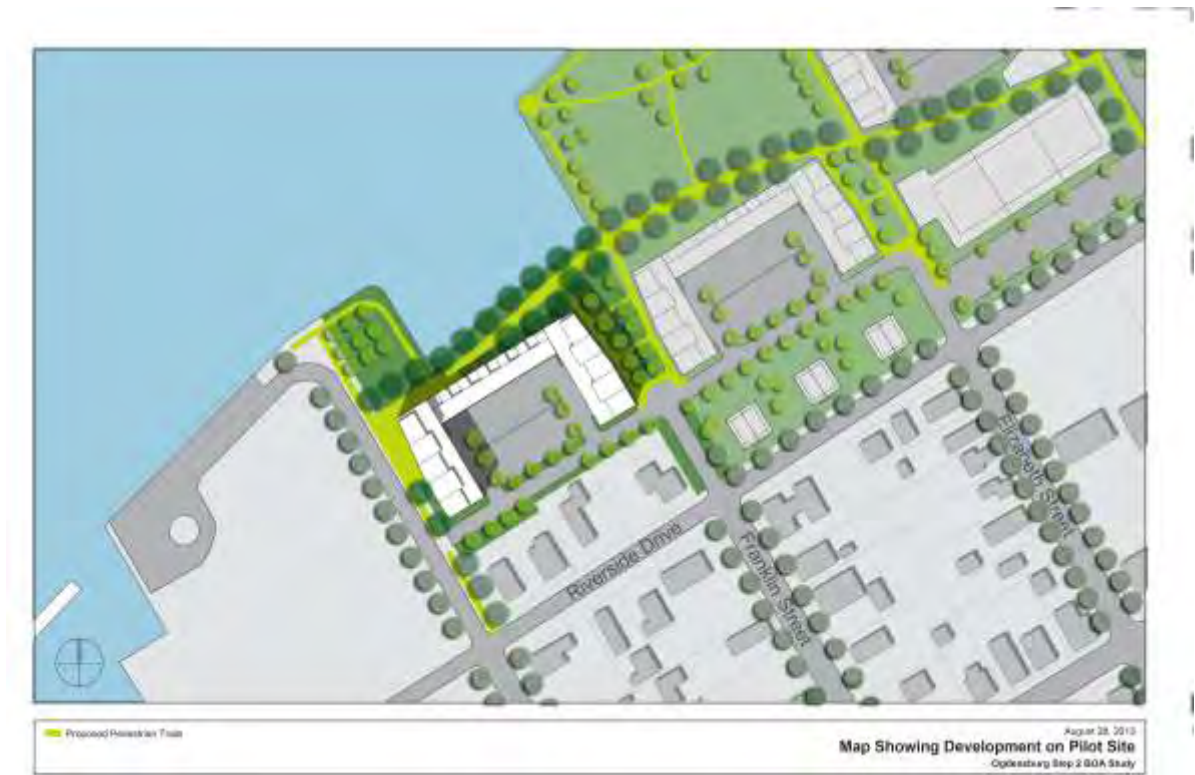 Riverside Drive
Franklin Street
Elizabeth Street
Proposed Pedestrian Trails
August 28, 2013
Map Showing Development on Pilot Site
Ogdensburg Step 2 BOA Study